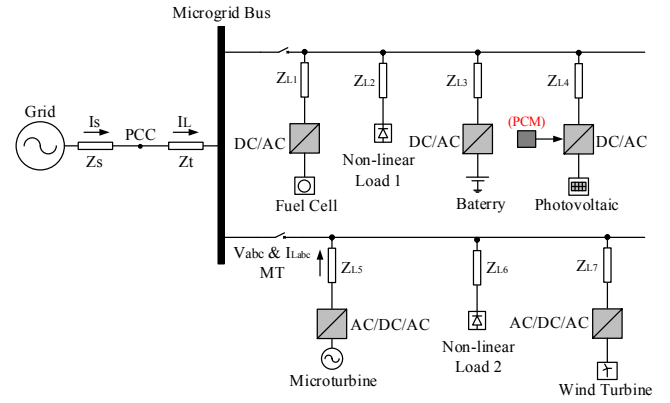 Microgrid Bus
Grid
IS
PCC
IL
Zs
Zt
ZL1
ZL2
ZL3
ZL4
(PCM)
DC/AC
DC/AC
DC/AC
Non-linear
Load 1
Fuel Cell
Baterry
Photovoltaic
Vabc & ILabc
MT
ZL5
ZL6
ZL7
AC/DC/AC
AC/DC/AC
Non-linear
Load 2
Microturbine
Wind Turbine